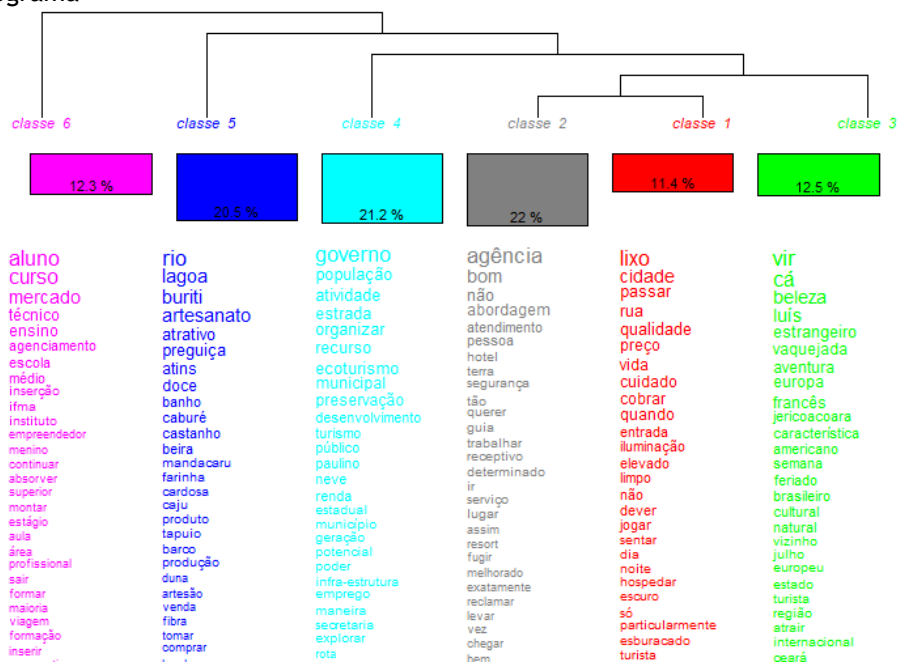 classe 6
classe 5
classe 4
classe 2
classe 1
classe 3
12.3 %
20.5 %
21.2 %
22 %
11.4 %
12.5 %
aluno
curso
mercado
técnico
ensino
agenciamento
escola
médio
inserção
ifma
instituto
empreendedor
menino
continuar
absorver
superior
montar
estágio
aula
área
profissional
sair
formar
maioria
viagem
formação
inserir
rio
lagoa
buriti
artesanato
atrativo
preguiça
atins
doce
banho
caburé
castanho
beira
mandacaru
farinha
cardosa
caju
produto
tapuio
barco
produção
duna
artesão
venda
fibra
tomar
comprar
governo
população
atividade
estrada
organizar
recurso
ecoturismo
municipal
preservação
desenvolvimento
turismo
público
paulino
neve
renda
estadual
município
geração
potencial
poder
infra-estrutura
emprego
maneira
secretaria
explorar
rota
agência
bom
não
abordagem
atendimento
pessoa
hotel
terra
segurança
tão
querer
guia
trabalhar
receptivo
determinado
ir
serviço
lugar
assim
resort
fugir
melhorado
exatamente
reclamar
levar
vez
chegar
bem
lixo
cidade
passar
rua
qualidade
preço
vida
cuidado
cobrar
quando
entrada
iluminação
elevado
limpo
não
dever
jogar
sentar
dia
noite
hospedar
escuro
só
particularmente
esburacado
turista
vir
cá
beleza
luís
estrangeiro
vaquejada
aventura
europa
francês
jericoacoara
característica
americano
semana
feriado
brasileiro
cultural
natural
vizinho
julho
europeu
estado
turista
região
atrair
internacional
ceará